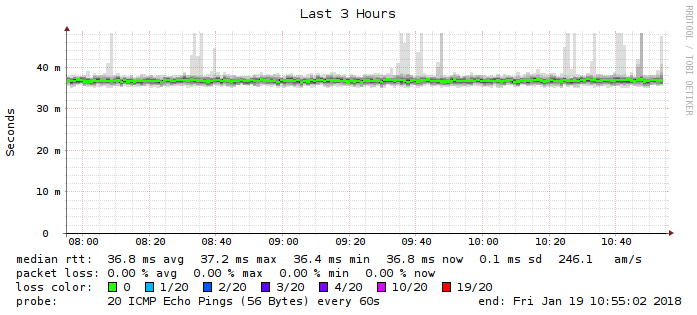 Last 3 Hours
RRDTOOL / TOBI OETIKER
Seconds
40 m
30 m
20 m
10 m
0
08:00 08:20 08:40 09:00 09:20 09:40 10:00 10:20 10:40
median rtt: 36.8 ms avg 37.2 ms max 36.4 ms min 36.8 ms now 0.1 ms sd 246.1 am/s
packet loss: 0.00 % avg 0.00 % max 0.00 % min 0.00 % now
loss color: 0 1/20 2/20 3/20 4/20 10/20 19/20
probe: 20 ICMP Echo Pings (56 Bytes) every 60s end: Fri Jan 19 10:55:02 2018